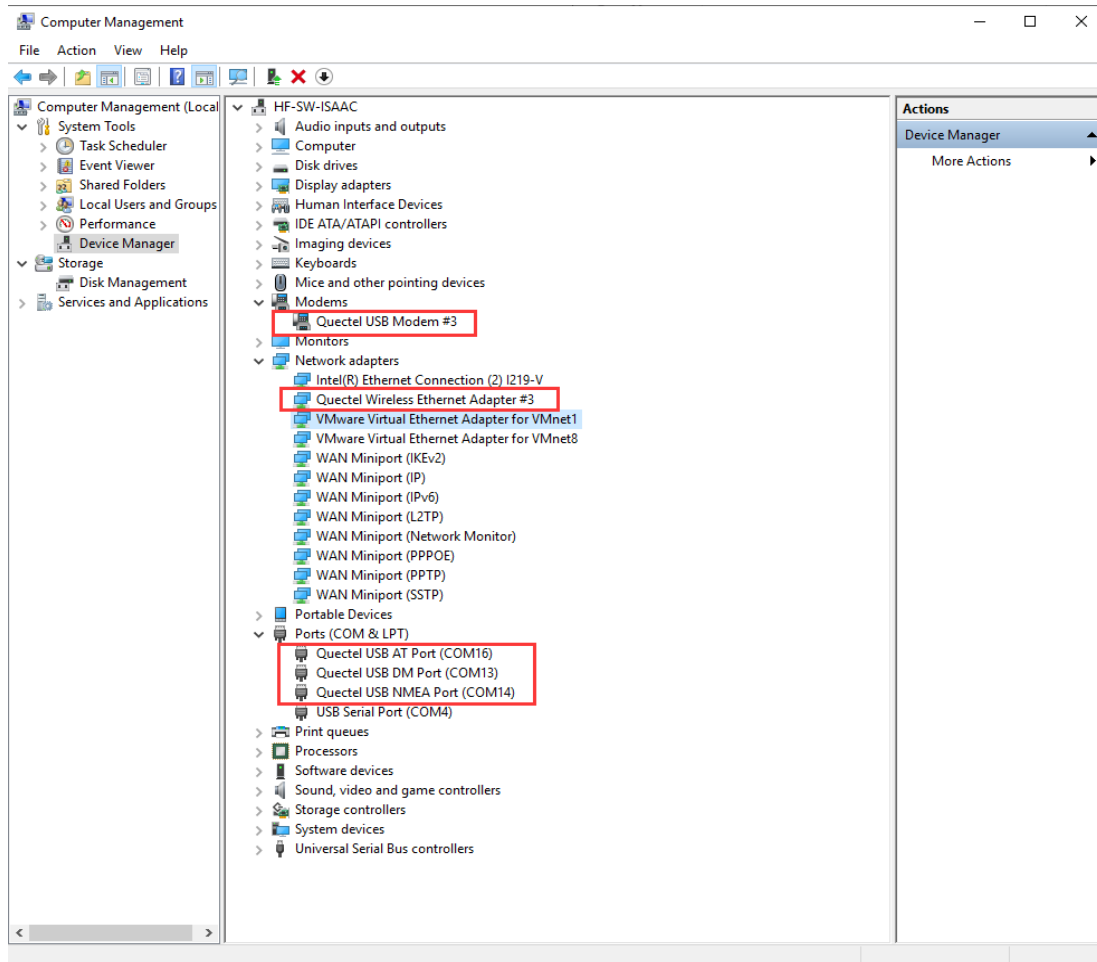 Computer Management
File Action View Help
Computer Management (Local
System Tools
Task Scheduler
Event Viewer
Shared Folders
Local Users and Groups
Performance
Device Manager
Storage
Disk Management
Services and Applications
HF-SW-ISAAC
Audio inputs and outputs
Computer
Disk drives
Display adapters
Human Interface Devices
IDE ATA/ATAPI controllers
Imaging devices
Keyboards
Mice and other pointing devices
Modems
Quectel USB Modem #3
Monitors
Network adapters
Intel(R) Ethernet Connection (2) I219-V
Quectel Wireless Ethernet Adapter #3
VMware Virtual Ethernet Adapter for VMnet1
VMware Virtual Ethernet Adapter for VMnet8
WAN Miniport (IKEv2)
WAN Miniport (IP)
WAN Miniport (IPv6)
WAN Miniport (L2TP)
WAN Miniport (Network Monitor)
WAN Miniport (PPPOE)
WAN Miniport (PPTP)
WAN Miniport (SSTP)
Portable Devices
Ports (COM & LPT)
Quectel USB AT Port (COM16)
Quectel USB DM Port (COM13)
Quectel USB NMEA Port (COM14)
USB Serial Port (COM4)
Print queues
Processors
Software devices
Sound, video and game controllers
Storage controllers
System devices
Universal Serial Bus controllers
Actions
Device Manager
More Actions